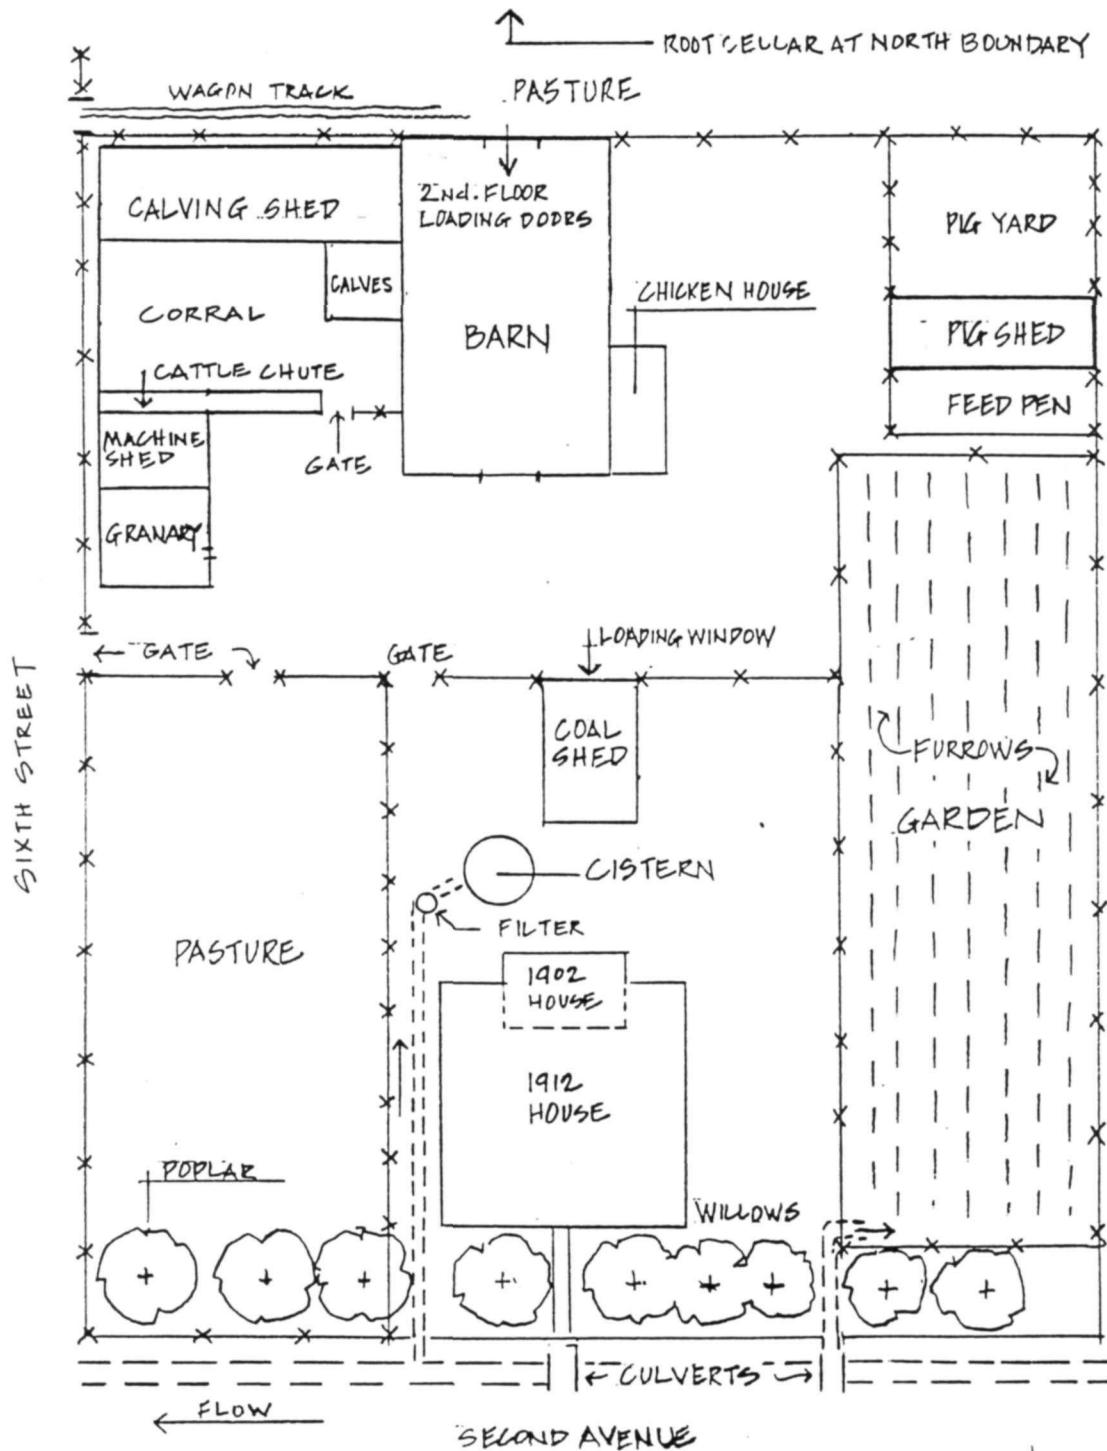 ROOT CELLAR AT NORTH BOUNDARY
WAGON TRACK
PASTURE
2nd. FLOOR
LOADING DOORS
CALVING SHED
PIG YARD
CALVES
CHICKEN HOUSE
CORRAL
BARN
PIG SHED
CATTLE CHUTE
FEED PEN
MACHINE
SHED
GATE
GRANARY
LOADING WINDOW
GATE
GATE
SIXTH STREET
COAL
SHED
FURROWS
GARDEN
CISTERN
FILTER
PASTURE
1902
HOUSE
1912
HOUSE
POPLAR
WILLOWS
CULVERTS
FLOW
SECOND AVENUE